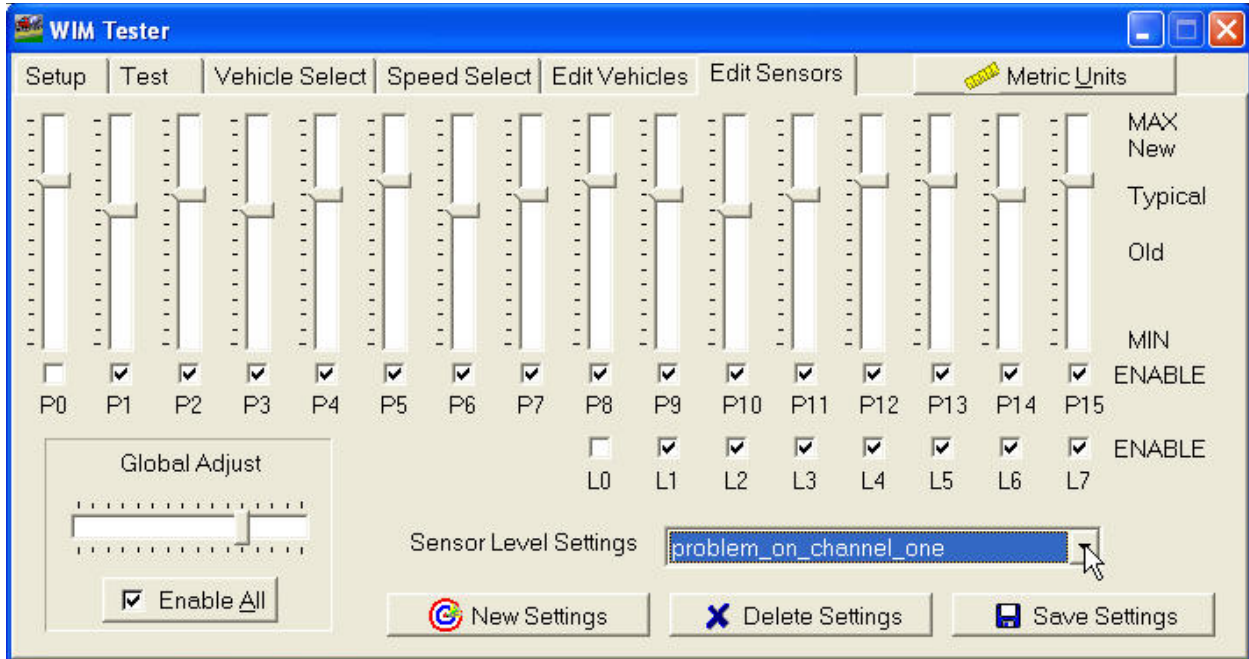 WIM Tester
Setup Test Vehicle Select Speed Select Edit Vehicles Edit Sensors Metric Units
MAX
New
Typical
Old
MIN
ENABLE
P0 P1 P2 P3 P4 P5 P6 P7 P8 P9 P10 P11 P12 P13 P14 P15
ENABLE
L0 L1 L2 L3 L4 L5 L6 L7
Global Adjust
Enable All
Sensor Level Settings problem_on_channel_one
New Settings Delete Settings Save Settings